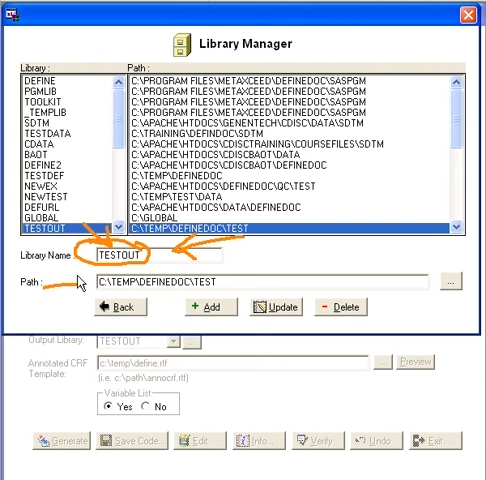 Library Manager
Library : Path :
DEFINE C:\PROGRAM FILES\METAXCEED\DEFINEDOC\SASPGM
PGMLIB C:\PROGRAM FILES\METAXCEED\DEFINEDOC\SASPGM
TOOLKIT C:\PROGRAM FILES\METAXCEED\DEFINEDOC\SASPGM
_TEMPLIB C:\PROGRAM FILES\METAXCEED\DEFINEDOC\SASPGM
SDTM C:\APACHE\HTDOCS\GENENTECH\CDISC\DATA\SDTM
TESTDATA C:\TRAINING\DEFINDOC\SDTM
CDATA C:\APACHE\HTDOCS\CDISCTRAINING\COURSEFILES\SDTM
BAOT C:\APACHE\HTDOCS\CDISCBAOT\DATA
DEFINE2 C:\APACHE\HTDOCS\CDISCBAOT\DEFINEDOC
TESTDEF C:\TEMP\DEFINEDOC
NEWEX C:\APACHE\HTDOCS\DEFINEDOC\QC\TEST
NEWTEST C:\TEMP\TEST\DATA
DEFURL C:\APACHE\HTDOCS\DATA\DEFINEDOC
GLOBAL C:\GLOBAL
TESTOUT C:\TEMP\DEFINEDOC\TEST
Library Name : TESTOUT
Path : C:\TEMP\DEFINEDOC\TEST ...
Back Add Update Delete
Output Library: TESTOUT ...
Annotated CRF Template: c:\temp\define.rtf ... Preview
(i.e. c:\path\annocrf.rtf)
Variable List
Yes No
Generate Save Code... Edit Info... Verify Undo Exit